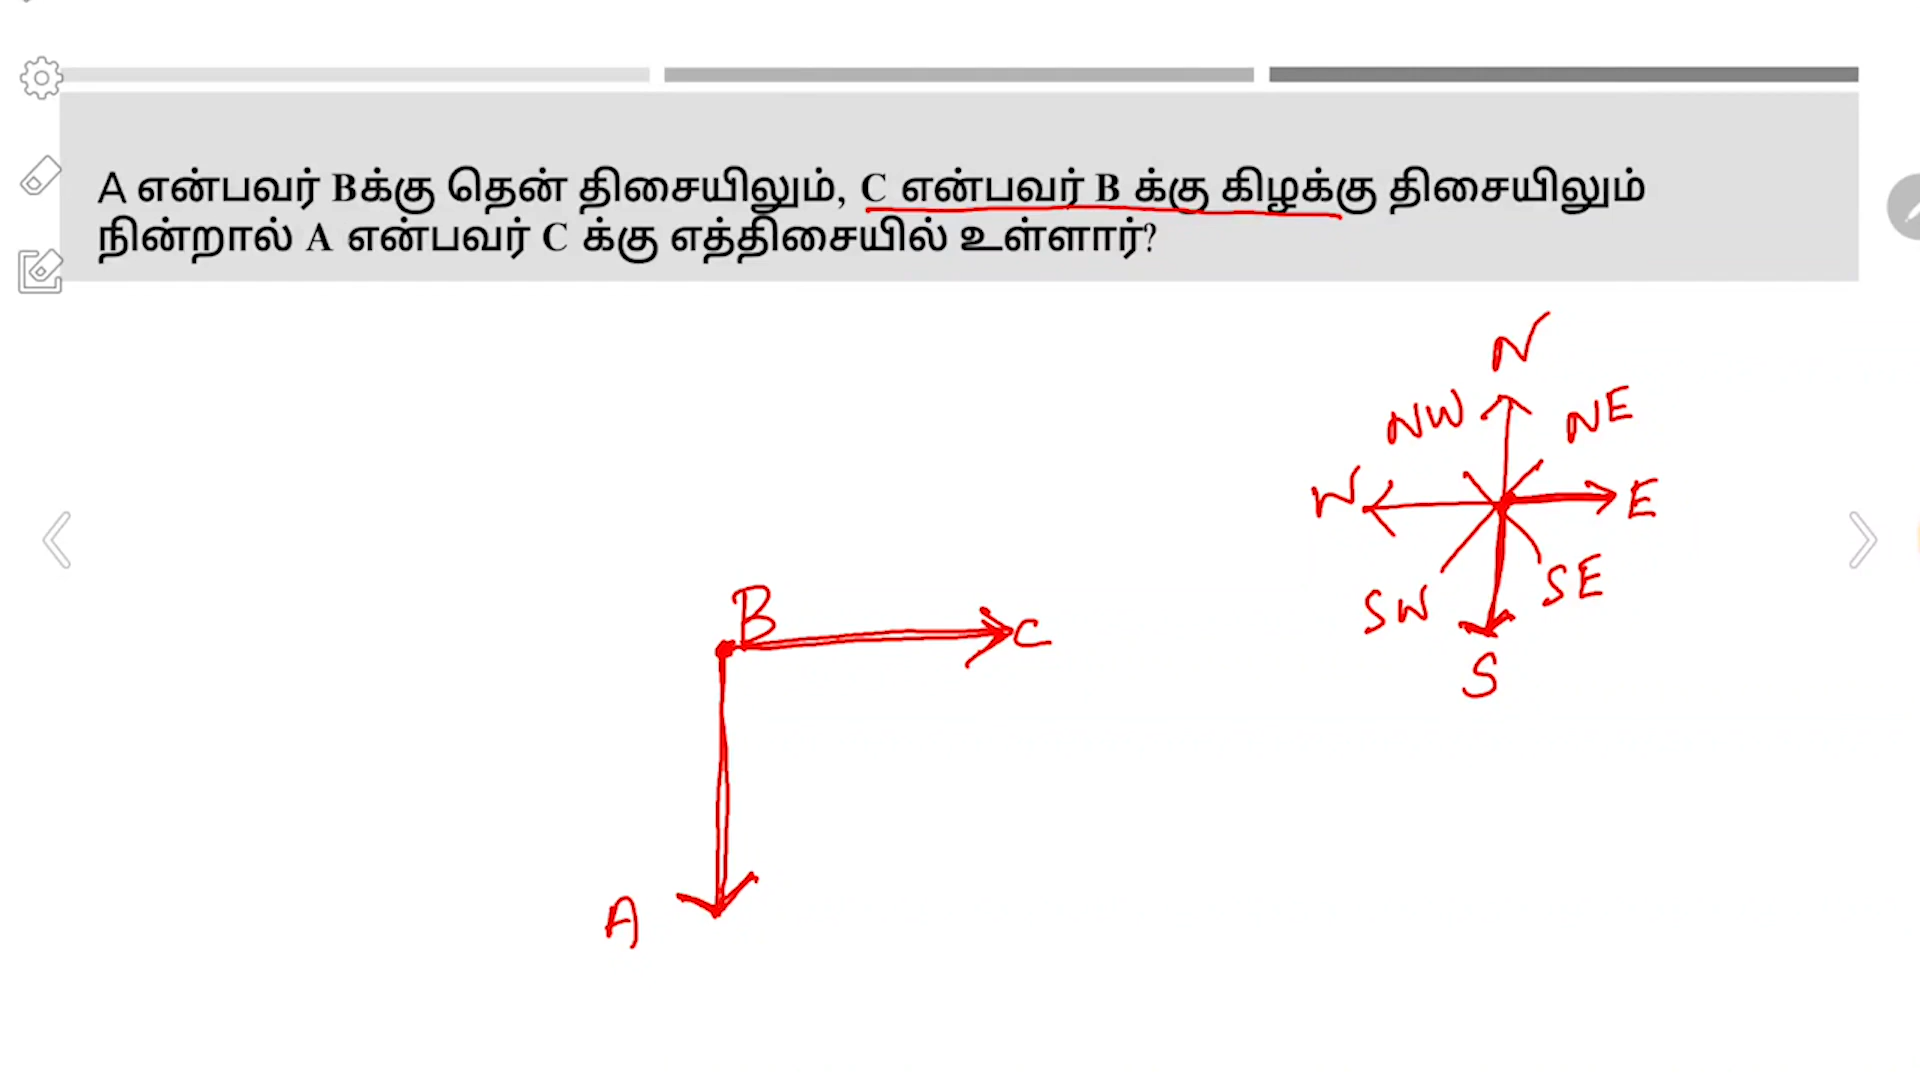 A என்பவர் Bக்கு தென் திசையிலும், C என்பவர் B க்கு கிழக்கு திசையிலும்
நின்றால் A என்பவர் C க்கு எத்திசையில் உள்ளார்?
N
NW NE
W E
SW SE
S
B
C
A